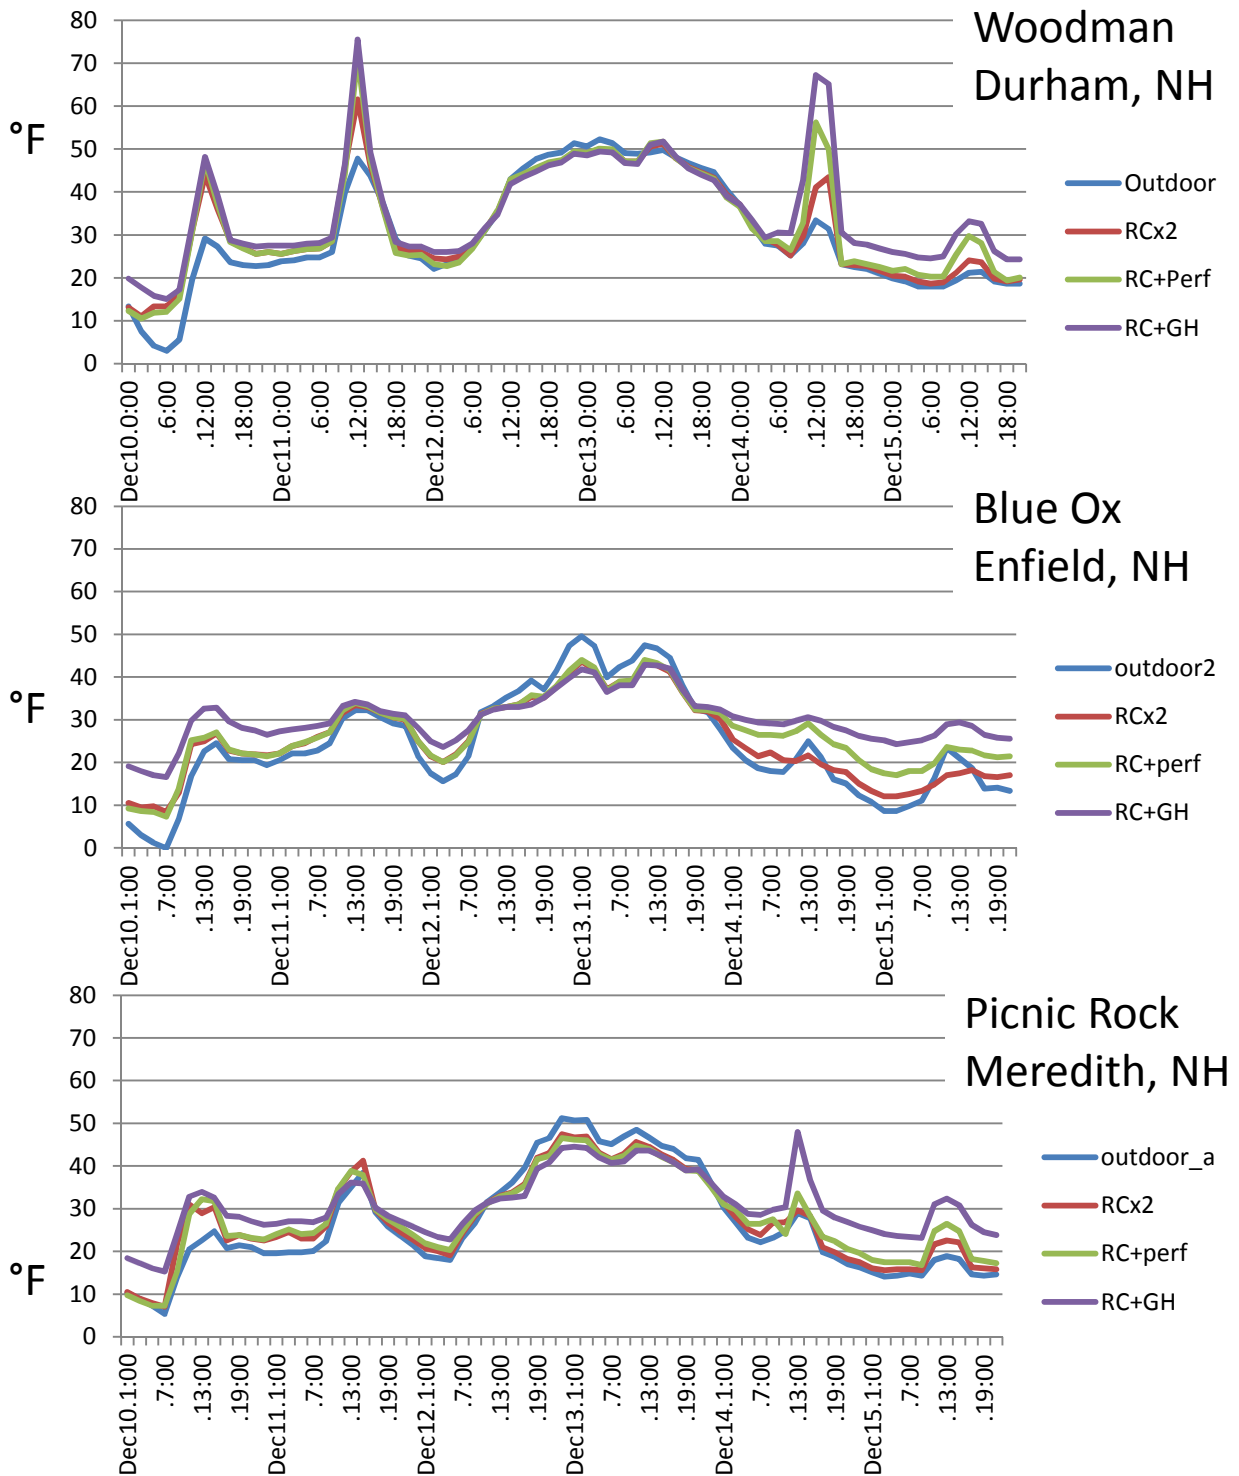 Woodman
Durham, NH
°F
80
70
60
50
40
30
20
10
0
Outdoor
RCx2
RC+Perf
RC+GH
Dec10.0:00
.6:00
.12:00
.18:00
Dec11.0:00
.6:00
.12:00
.18:00
Dec12.0:00
.6:00
.12:00
.18:00
Dec13.0:00
.6:00
.12:00
.18:00
Dec14.0:00
.6:00
.12:00
.18:00
Dec15.0:00
.6:00
.12:00
.18:00
Blue Ox
Enfield, NH
°F
80
70
60
50
40
30
20
10
0
outdoor2
RCx2
RC+perf
RC+GH
Dec10.1:00
.7:00
.13:00
.19:00
Dec11.1:00
.7:00
.13:00
.19:00
Dec12.1:00
.7:00
.13:00
.19:00
Dec13.1:00
.7:00
.13:00
.19:00
Dec14.1:00
.7:00
.13:00
.19:00
Dec15.1:00
.7:00
.13:00
.19:00
Picnic Rock
Meredith, NH
°F
80
70
60
50
40
30
20
10
0
outdoor_a
RCx2
RC+perf
RC+GH
Dec10.1:00
.7:00
.13:00
.19:00
Dec11.1:00
.7:00
.13:00
.19:00
Dec12.1:00
.7:00
.13:00
.19:00
Dec13.1:00
.7:00
.13:00
.19:00
Dec14.1:00
.7:00
.13:00
.19:00
Dec15.1:00
.7:00
.13:00
.19:00